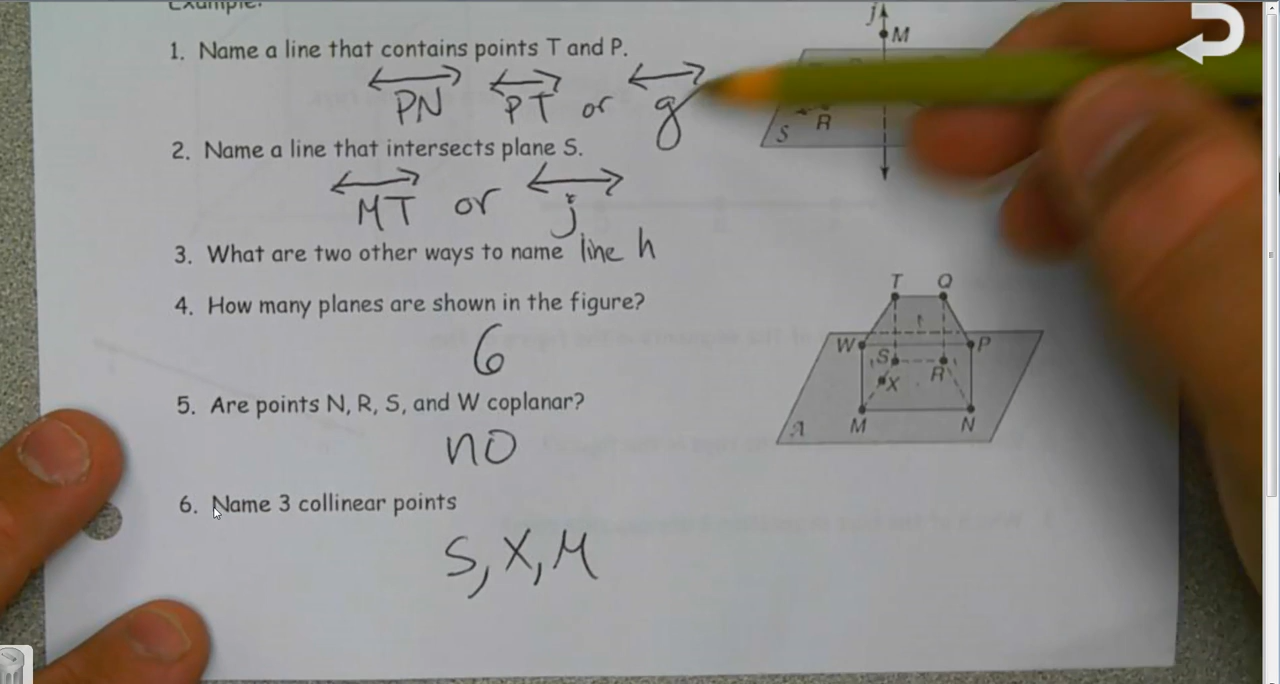 Example:
1. Name a line that contains points T and P.
PN PT or g
2. Name a line that intersects plane S.
MT or j
3. What are two other ways to name line h
4. How many planes are shown in the figure?
6
5. Are points N, R, S, and W coplanar?
no
6. Name 3 collinear points
S, X, M
j
M
R
S
T Q
W P
S R
X
M N
A